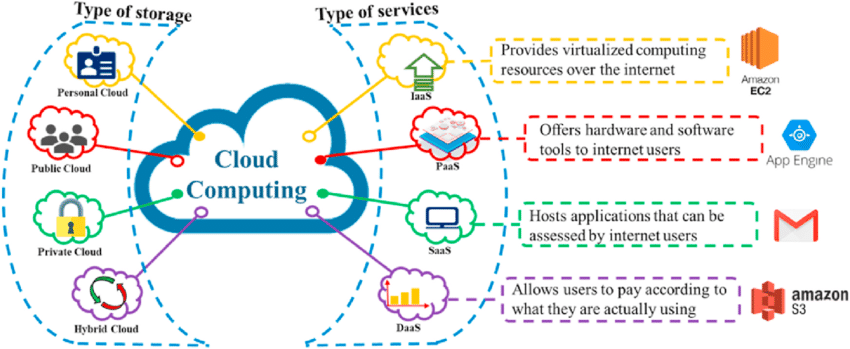 Type of storage
Type of services
Personal Cloud
Public Cloud
Private Cloud
Hybrid Cloud
Cloud
Computing
IaaS
PaaS
SaaS
DaaS
Provides virtualized computing
resources over the internet
Amazon
EC2
Offers hardware and software
tools to internet users
App Engine
Hosts applications that can be
assessed by internet users
Allows users to pay according to
what they are actually using
amazon
S3